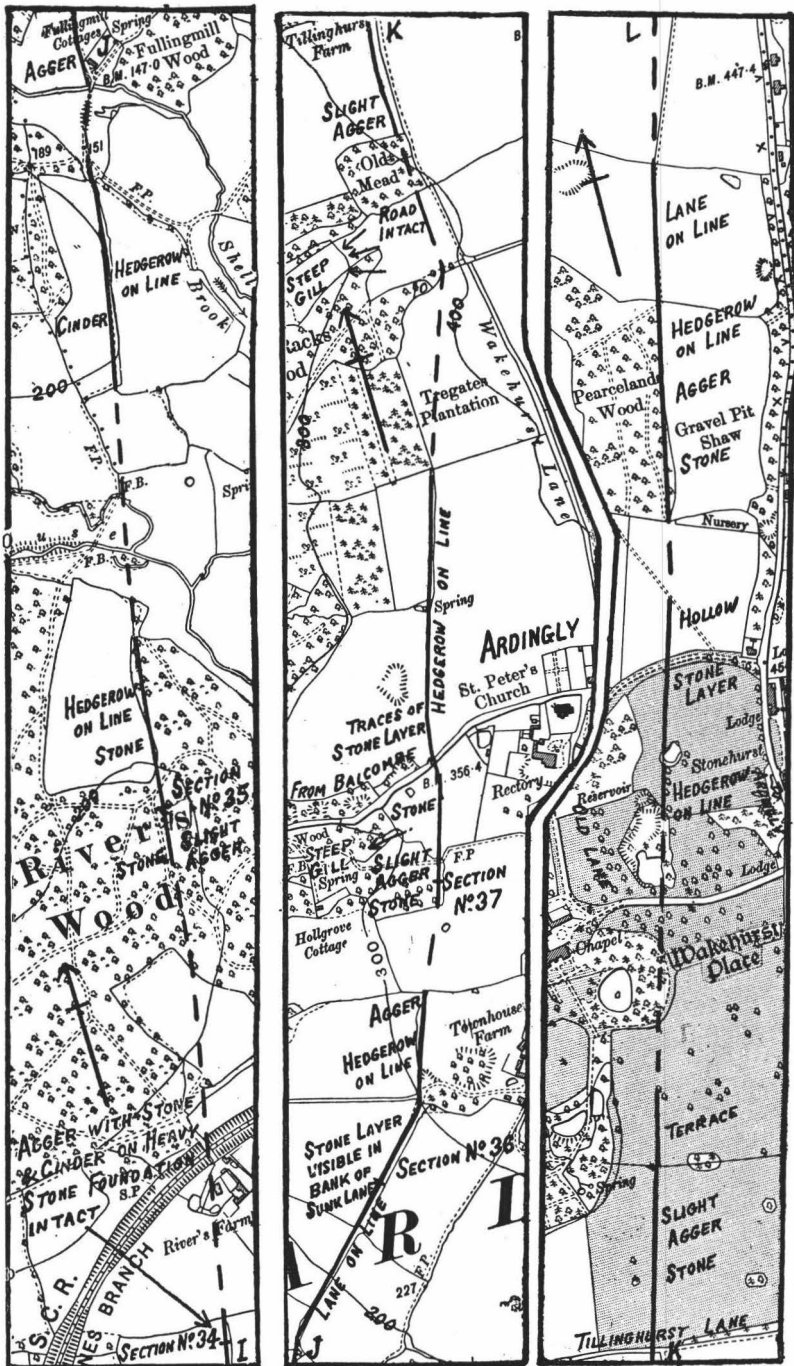 Fullingmill
Cottages
Spring
J
Fullingmill
Wood
AGGER
B.M. 147·0
789
151
F.P.
Shell
Brook
HEDGEROW
ON LINE
CINDER
200
F.P.
F.B.
Spri
O u s e
F.B.
HEDGEROW
ON LINE
STONE
SECTION
No 35
SLIGHT
AGGER
STONE
River's
Wood
AGGER WITH STONE
& CINDER ON HEAVY
STONE FOUNDATION
INTACT
S.P.
River's Farm
S. C. R.
NES BRANCH
SECTION No 34
I
Tillinghurst
Farm
K
B
SLIGHT
AGGER
Old
Mead
ROAD
INTACT
STEEP
GILL
400
Wakehurst Lane
Tregates
Plantation
300
HEDGEROW ON LINE
Spring
ARDINGLY
St. Peter's
Church
TRACES OF
STONE LAYER
FROM BALCOMBE
B.
356·4
Rectory
STONE
Wood
STEEP
GILL
F.B.
Spring
SLIGHT
AGGER
STONE
F.P.
SECTION
No 37
Hollgrove
Cottage
300
AGGER
HEDGEROW
ON LINE
Townhouse
Farm
STONE LAYER
VISIBLE IN
BANK OF
SUNK LANE
SECTION No 36
LANE ON LINE
I R D
227
F.P.
200
J
L
B.M. 447·4
LANE
ON LINE
HEDGEROW
ON LINE
Pearceland
Wood
AGGER
Gravel Pit
Shaw
STONE
Nursery
HOLLOW
STONE
LAYER
Lo
Lodge
Stonehurst
HEDGEROW
ON LINE
Reservoir
OLD LANE
Lodge
Chapel
Wakehurst
Place
TERRACE
Spring
SLIGHT
AGGER
STONE
TILLINGHURST LANE
K